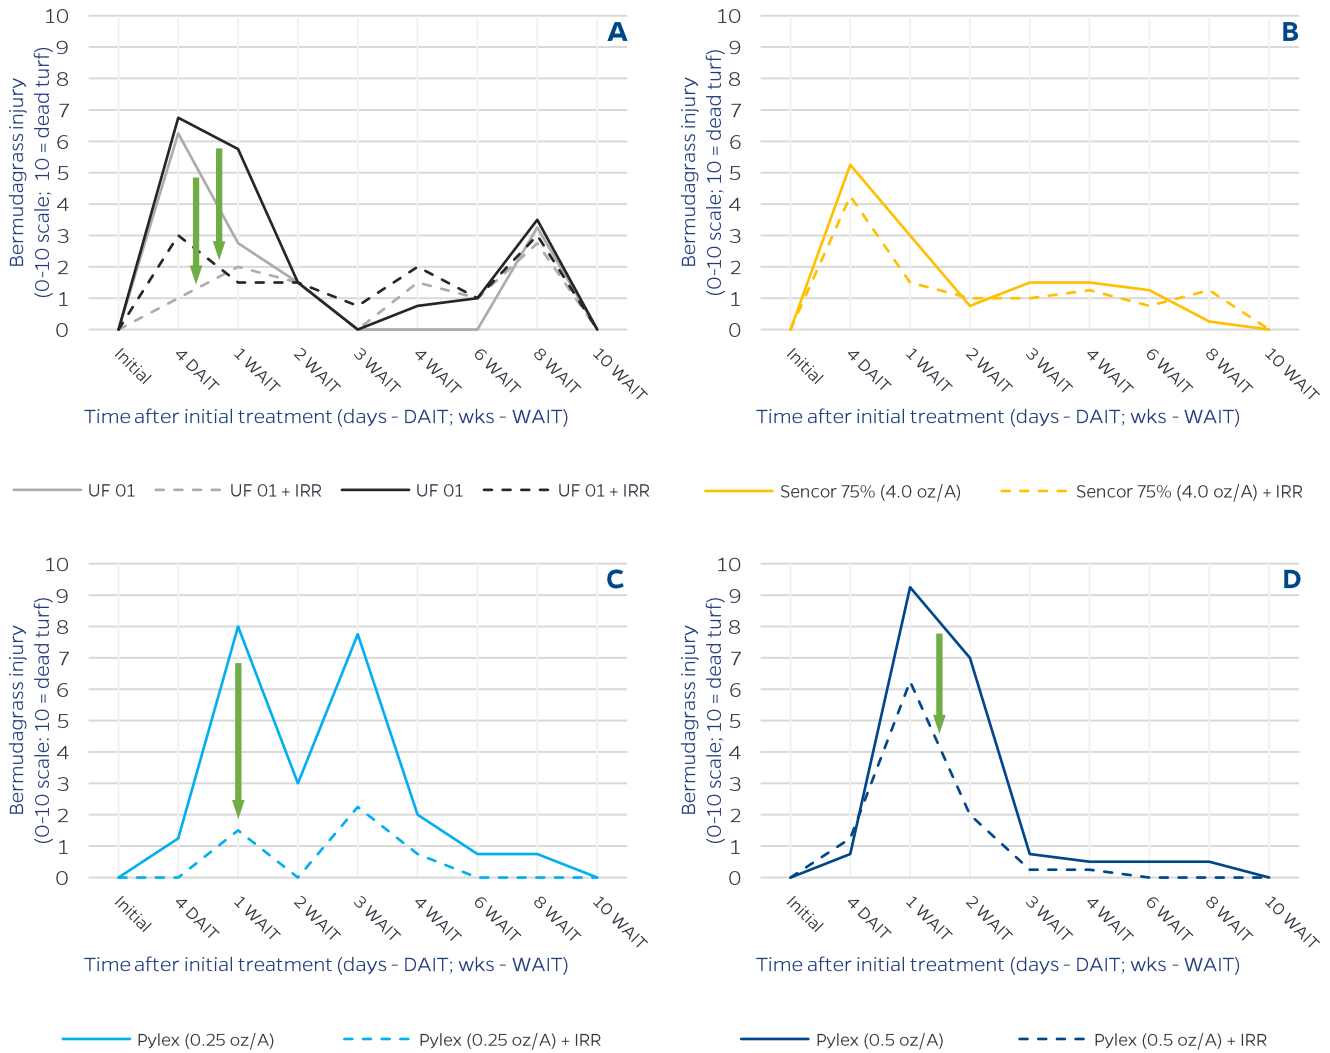 A
Bermudagrass injury
(0-10 scale; 10 = dead turf)
10
9
8
7
6
5
4
3
2
1
0
Initial
4 DAIT
1 WAIT
2 WAIT
3 WAIT
4 WAIT
6 WAIT
8 WAIT
10 WAIT
Time after initial treatment (days - DAIT; wks - WAIT)
UF 01
UF 01 + IRR
UF 01
UF 01 + IRR
B
Bermudagrass injury
(0-10 scale; 10 = dead turf)
10
9
8
7
6
5
4
3
2
1
0
Initial
4 DAIT
1 WAIT
2 WAIT
3 WAIT
4 WAIT
6 WAIT
8 WAIT
10 WAIT
Time after initial treatment (days - DAIT; wks - WAIT)
Sencor 75% (4.0 oz/A)
Sencor 75% (4.0 oz/A) + IRR
C
Bermudagrass injury
(0-10 scale: 10 = dead turf)
10
9
8
7
6
5
4
3
2
1
0
Initial
4 DAIT
1 WAIT
2 WAIT
3 WAIT
4 WAIT
6 WAIT
8 WAIT
10 WAIT
Time after initial treatment (days - DAIT; wks - WAIT)
Pylex (0.25 oz/A)
Pylex (0.25 oz/A) + IRR
D
Bermudagrass injury
(0-10 scale; 10 = dead turf)
10
9
8
7
6
5
4
3
2
1
0
Initial
4 DAIT
1 WAIT
2 WAIT
3 WAIT
4 WAIT
6 WAIT
8 WAIT
10 WAIT
Time after initial treatment (days - DAIT; wks - WAIT)
Pylex (0.5 oz/A)
Pylex (0.5 oz/A) + IRR